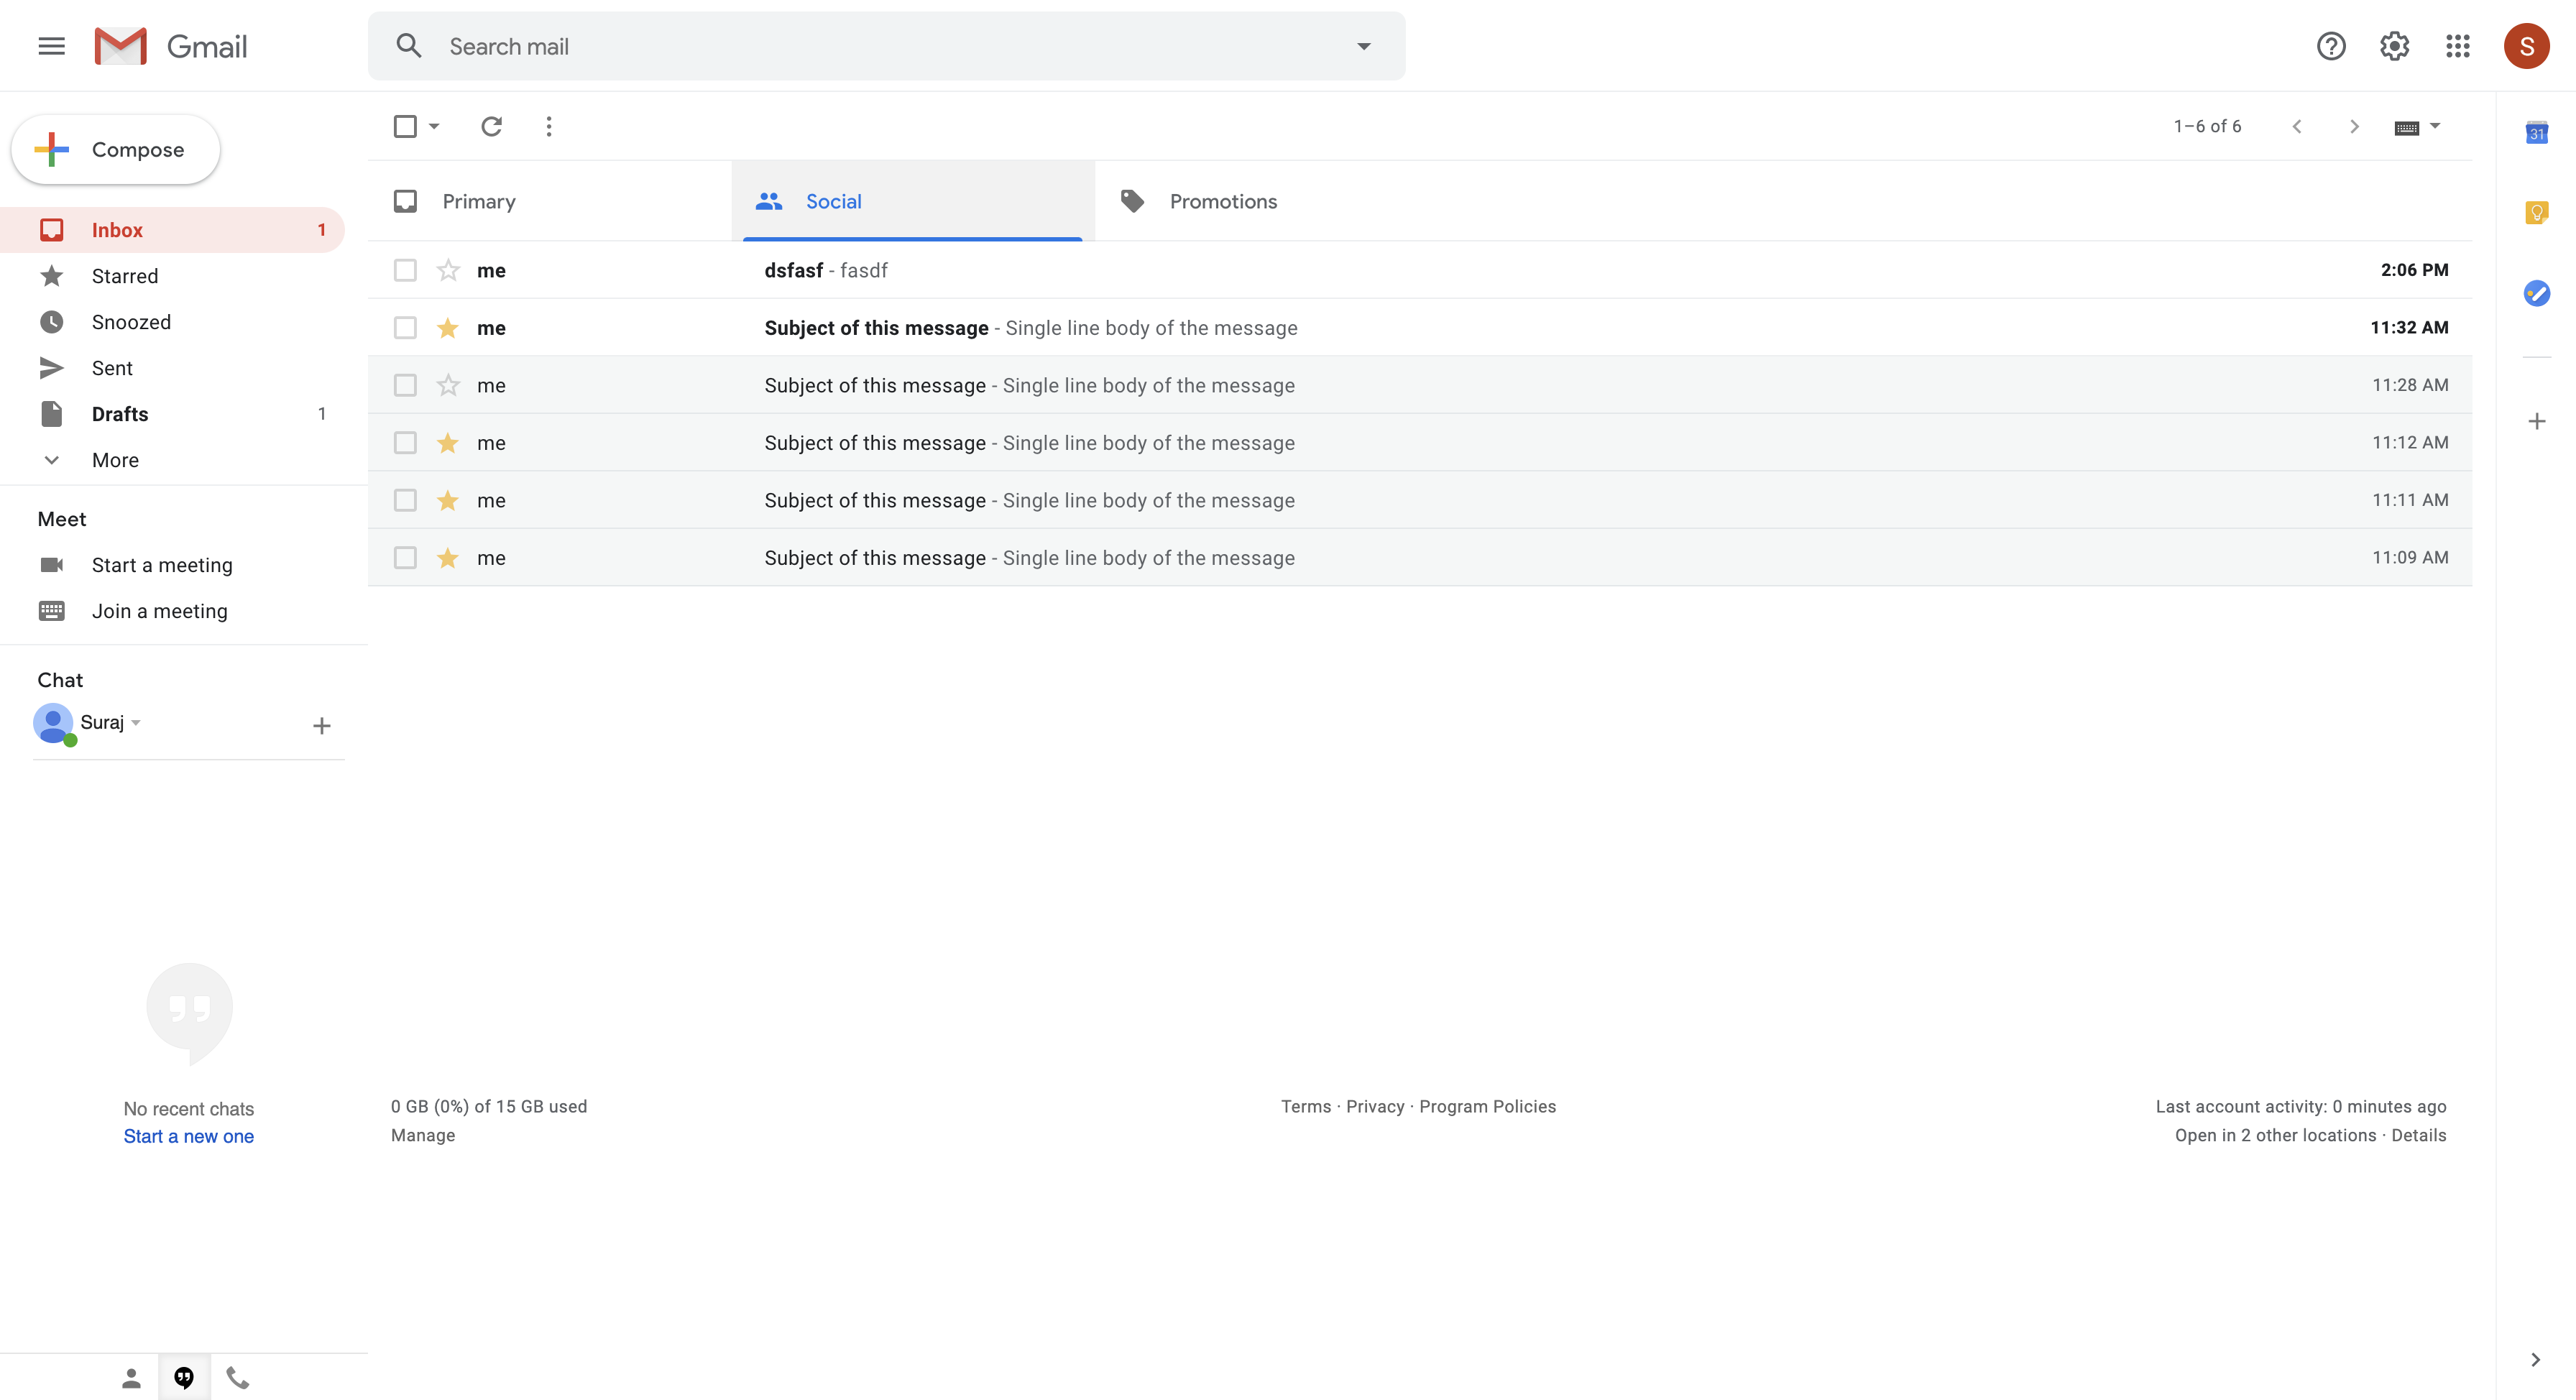 Gmail
Search mail
S
Compose
1–6 of 6
31
Primary
Social
Promotions
Inbox 1
Starred
Snoozed
Sent
Drafts 1
More
me dsfasf - fasdf 2:06 PM
me Subject of this message - Single line body of the message 11:32 AM
me Subject of this message - Single line body of the message 11:28 AM
me Subject of this message - Single line body of the message 11:12 AM
me Subject of this message - Single line body of the message 11:11 AM
me Subject of this message - Single line body of the message 11:09 AM
Meet
Start a meeting
Join a meeting
Chat
Suraj
No recent chats
Start a new one
0 GB (0%) of 15 GB used
Manage
Terms · Privacy · Program Policies
Last account activity: 0 minutes ago
Open in 2 other locations · Details